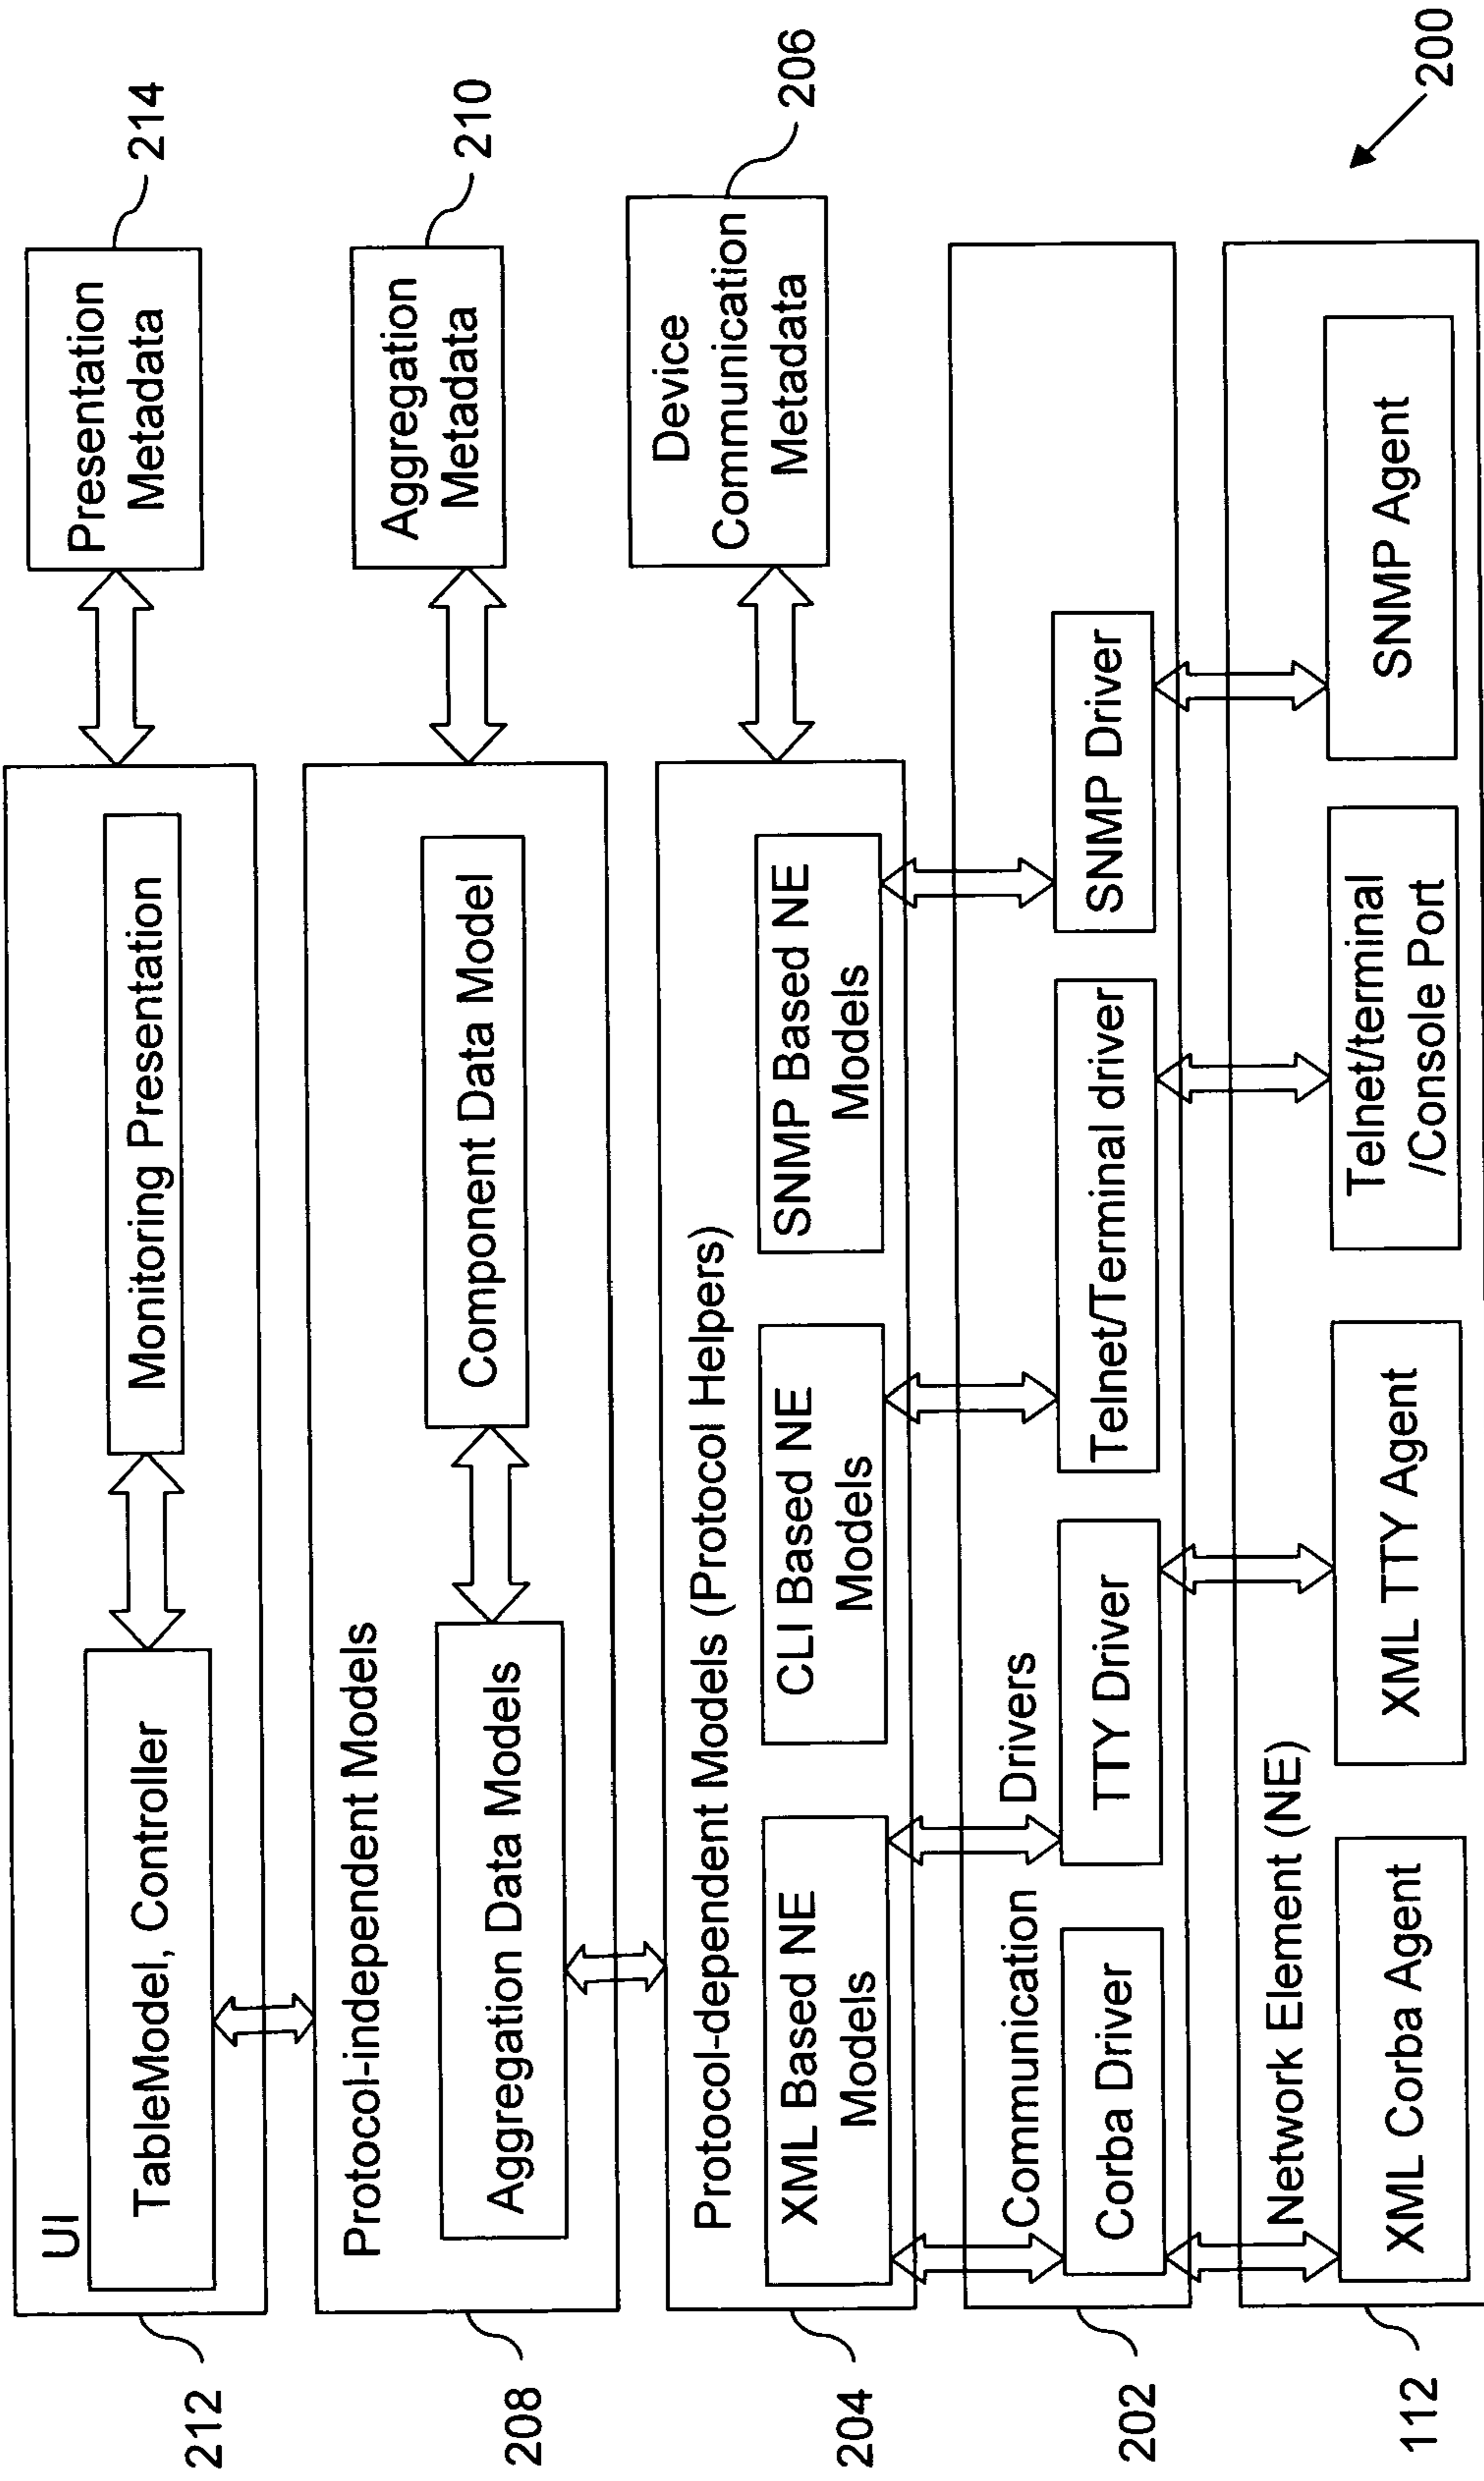 UI
TableModel, Controller
Monitoring Presentation
Presentation
Metadata
214
212
Protocol-independent Models
Aggregation Data Models
Component Data Model
Aggregation
Metadata
210
208
Protocol-dependent Models (Protocol Helpers)
XML Based NE
Models
CLI Based NE
Models
SNMP Based NE
Models
Device
Communication
Metadata
206
204
Communication Drivers
Corba Driver
TTY Driver
Telnet/Terminal driver
SNMP Driver
202
Network Element (NE)
XML Corba Agent
XML TTY Agent
Telnet/terminal
/Console Port
SNMP Agent
112
200